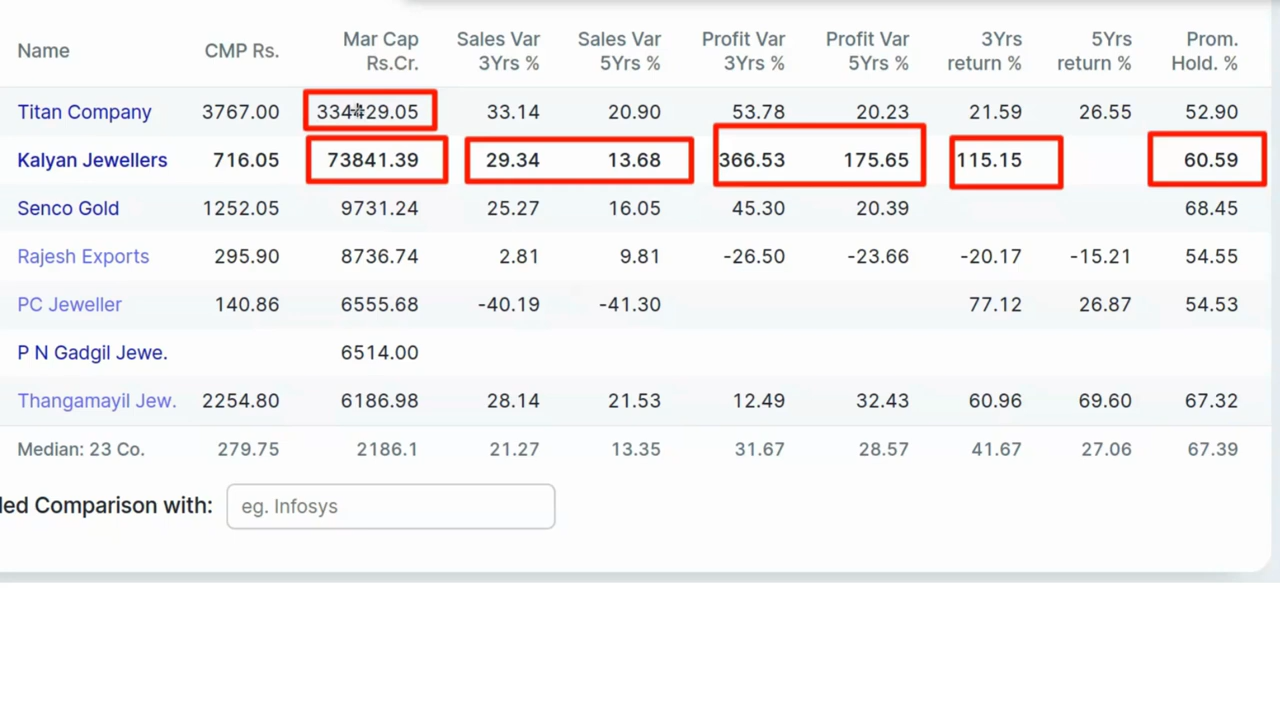 Name CMP Rs. Mar Cap Rs.Cr. Sales Var 3Yrs % Sales Var 5Yrs % Profit Var 3Yrs % Profit Var 5Yrs % 3Yrs return % 5Yrs return % Prom. Hold. %
Titan Company 3767.00 33.14 20.90 53.78 20.23 21.59 26.55 52.90
Kalyan Jewellers 716.05 73841.39 29.34 13.68 366.53 175.65 115.15 60.59
Senco Gold 1252.05 9731.24 25.27 16.05 45.30 20.39 68.45
Rajesh Exports 295.90 8736.74 2.81 9.81 -26.50 -23.66 -20.17 -15.21 54.55
PC Jeweller 140.86 6555.68 -40.19 -41.30 77.12 26.87 54.53
P N Gadgil Jewe. 6514.00
Thangamayil Jew. 2254.80 6186.98 28.14 21.53 12.49 32.43 60.96 69.60 67.32
Median: 23 Co. 279.75 2186.1 21.27 13.35 31.67 28.57 41.67 27.06 67.39
led Comparison with: eg. Infosys